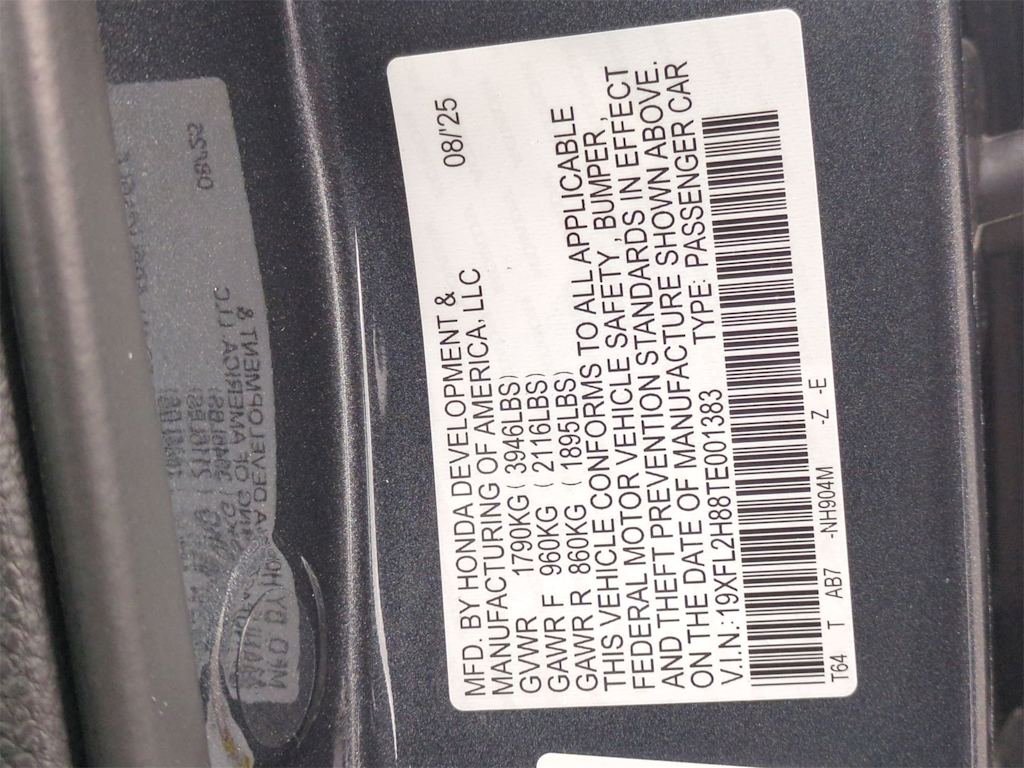 MFD. BY HONDA DEVELOPMENT & 08/'25
MANUFACTURING OF AMERICA, LLC
GVWR 1790KG (3946LBS)
GAWR F 960KG (2116LBS)
GAWR R 860KG (1895LBS)
THIS VEHICLE CONFORMS TO ALL APPLICABLE
FEDERAL MOTOR VEHICLE SAFETY, BUMPER,
AND THEFT PREVENTION STANDARDS IN EFFECT
ON THE DATE OF MANUFACTURE SHOWN ABOVE.
V.I.N.: 19XFL2H88TE001383 TYPE: PASSENGER CAR
T64 T AB7 -NH904M -Z -E